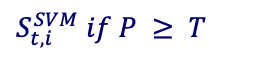 $S_{t,i}^{SVM}$ if P ≥ T